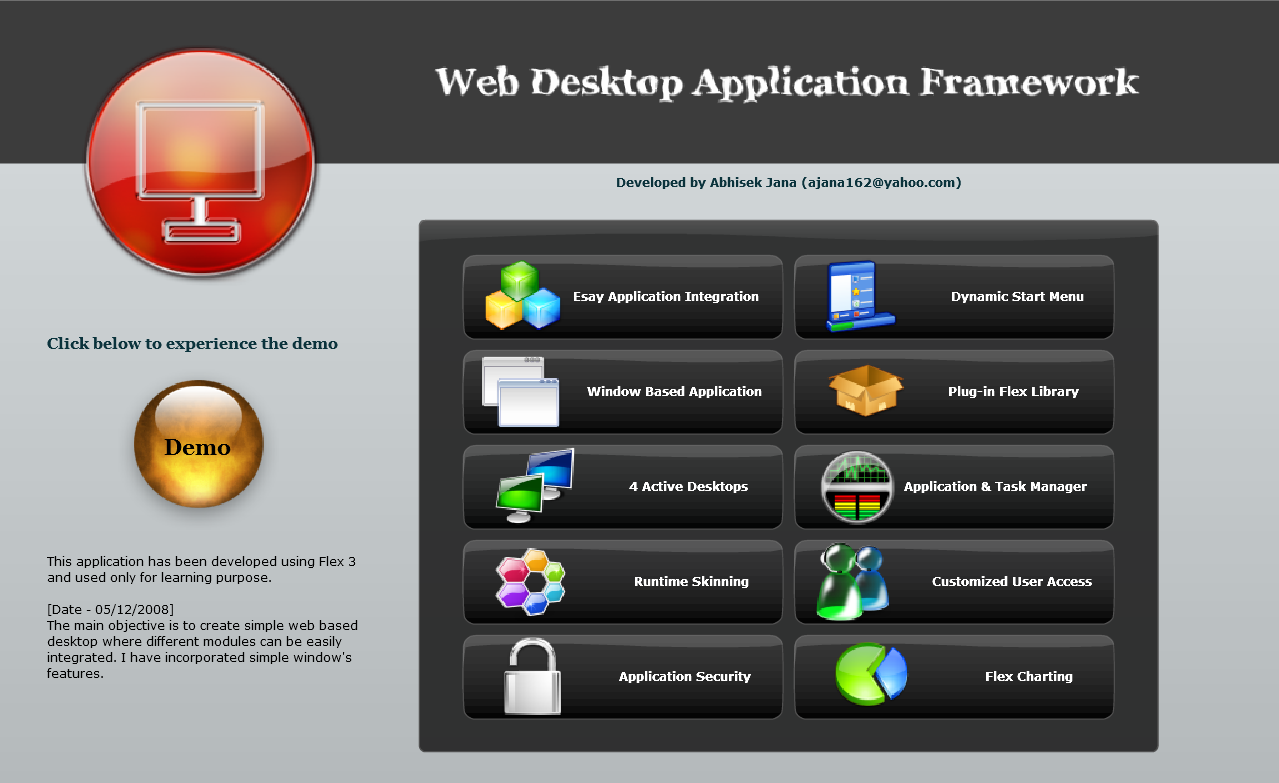 Web Desktop Application Framework
Developed by Abhisek Jana (ajana162@yahoo.com)
Click below to experience the demo
Demo
This application has been developed using Flex 3
and used only for learning purpose.
[Date - 05/12/2008]
The main objective is to create simple web based
desktop where different modules can be easily
integrated. I have incorporated simple window's
features.
Esay Application Integration
Dynamic Start Menu
Window Based Application
Plug-in Flex Library
4 Active Desktops
Application & Task Manager
Runtime Skinning
Customized User Access
Application Security
Flex Charting